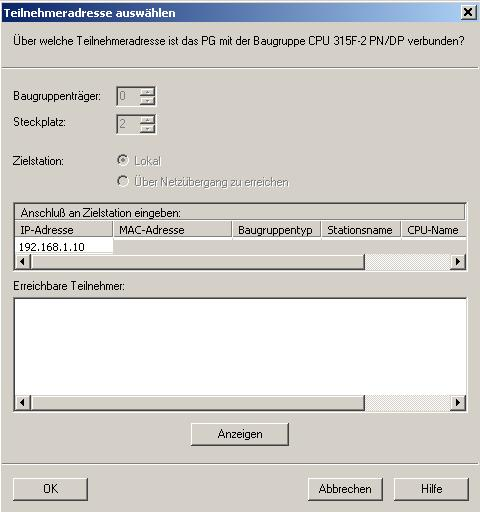 Teilnehmeradresse auswählen
Über welche Teilnehmeradresse ist das PG mit der Baugruppe CPU 315F-2 PN/DP verbunden?
Baugruppenträger: 0
Steckplatz: 2
Zielstation: Lokal
Über Netzübergang zu erreichen
Anschluß an Zielstation eingeben:
IP-Adresse MAC-Adresse Baugruppentyp Stationsname CPU-Name
192.168.1.10
Erreichbare Teilnehmer:
Anzeigen
OK Abbrechen Hilfe